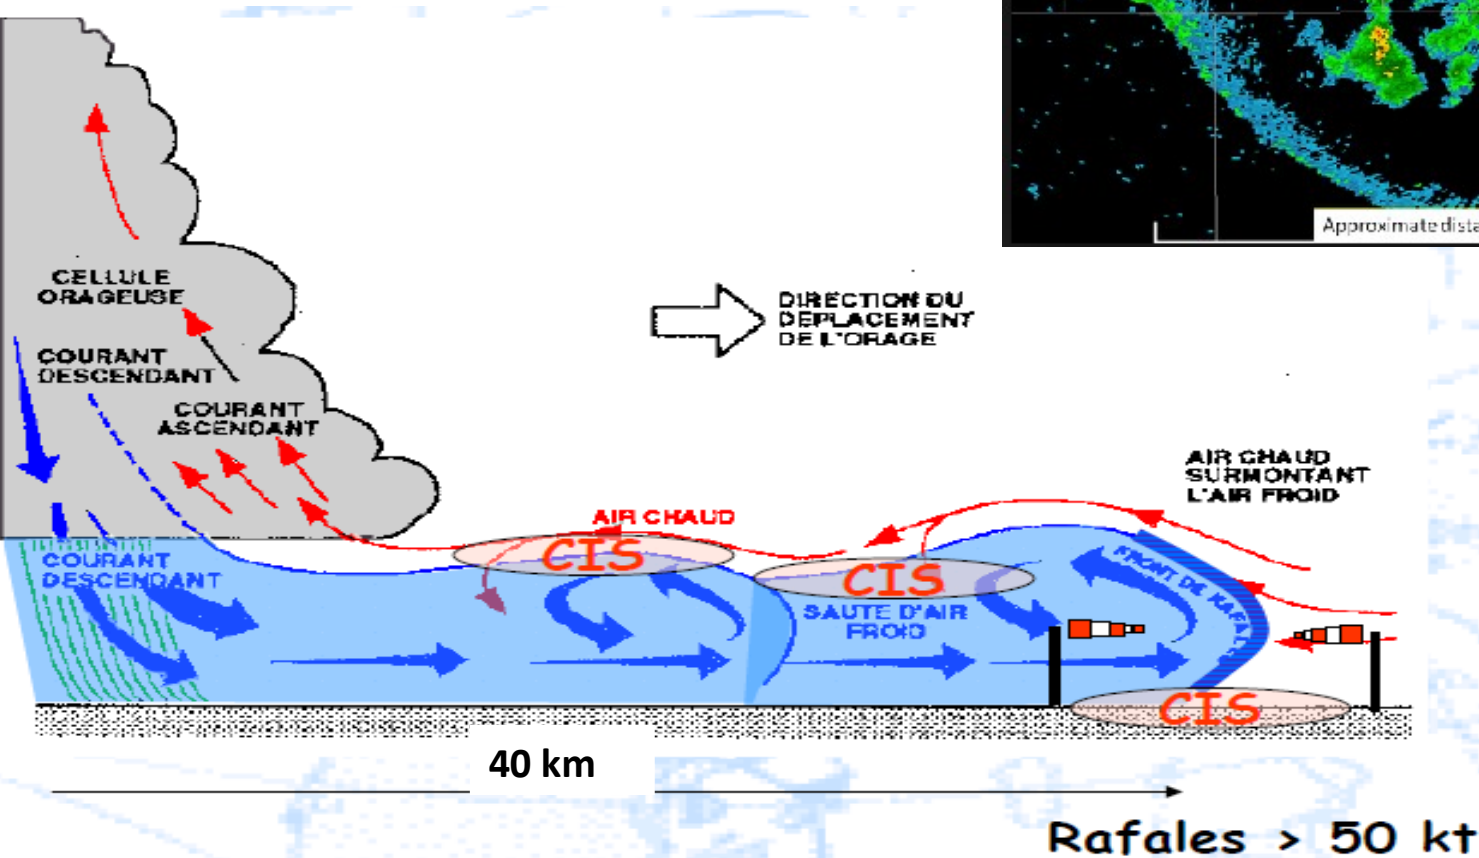 Approximate dista
CELLULE
ORAGEUSE
DIRECTION DU
DEPLACEMENT
DE L'ORAGE
COURANT
DESCENDANT
COURANT
ASCENDANT
AIR CHAUD
SURMONTANT
L'AIR FROID
AIR CHAUD
CIS
CIS
COURANT
DESCENDANT
FRONT DE RAFALE
SAUTE D'AIR
FROID
CIS
40 km
Rafales > 50 kt